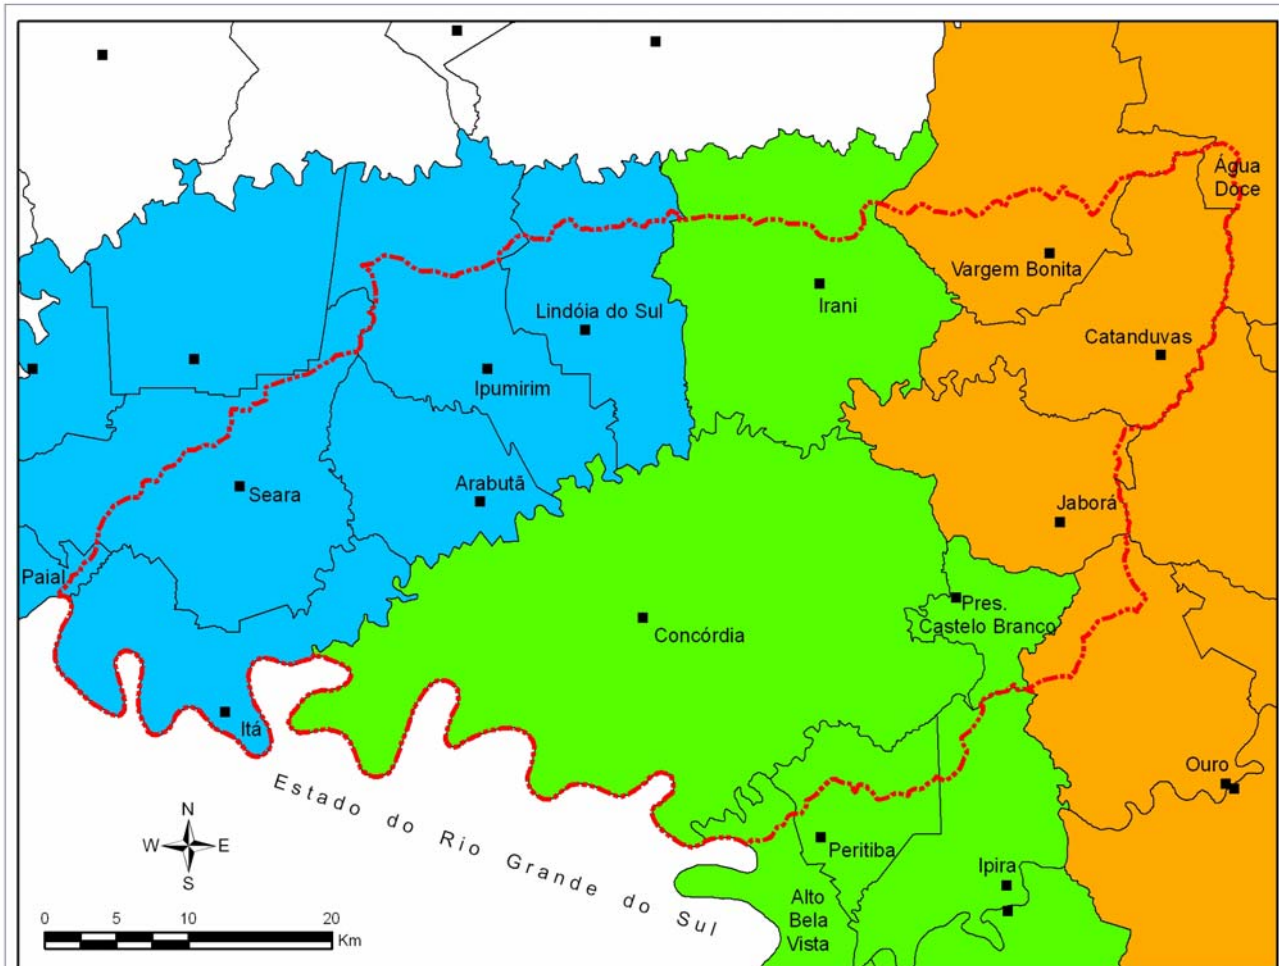 Água
Dôce
Vargem Bonita
Irani
Lindóia do Sul
Catanduvas
Ipumirim
Arabutã
Seara
Jaborá
Paial
Pres.
Castelo Branco
Concórdia
Itá
Ouro
Estado do Rio Grande do Sul
N
W E
S
Peritiba
Ipira
Alto
Bela
Vista
0 5 10 20
Km